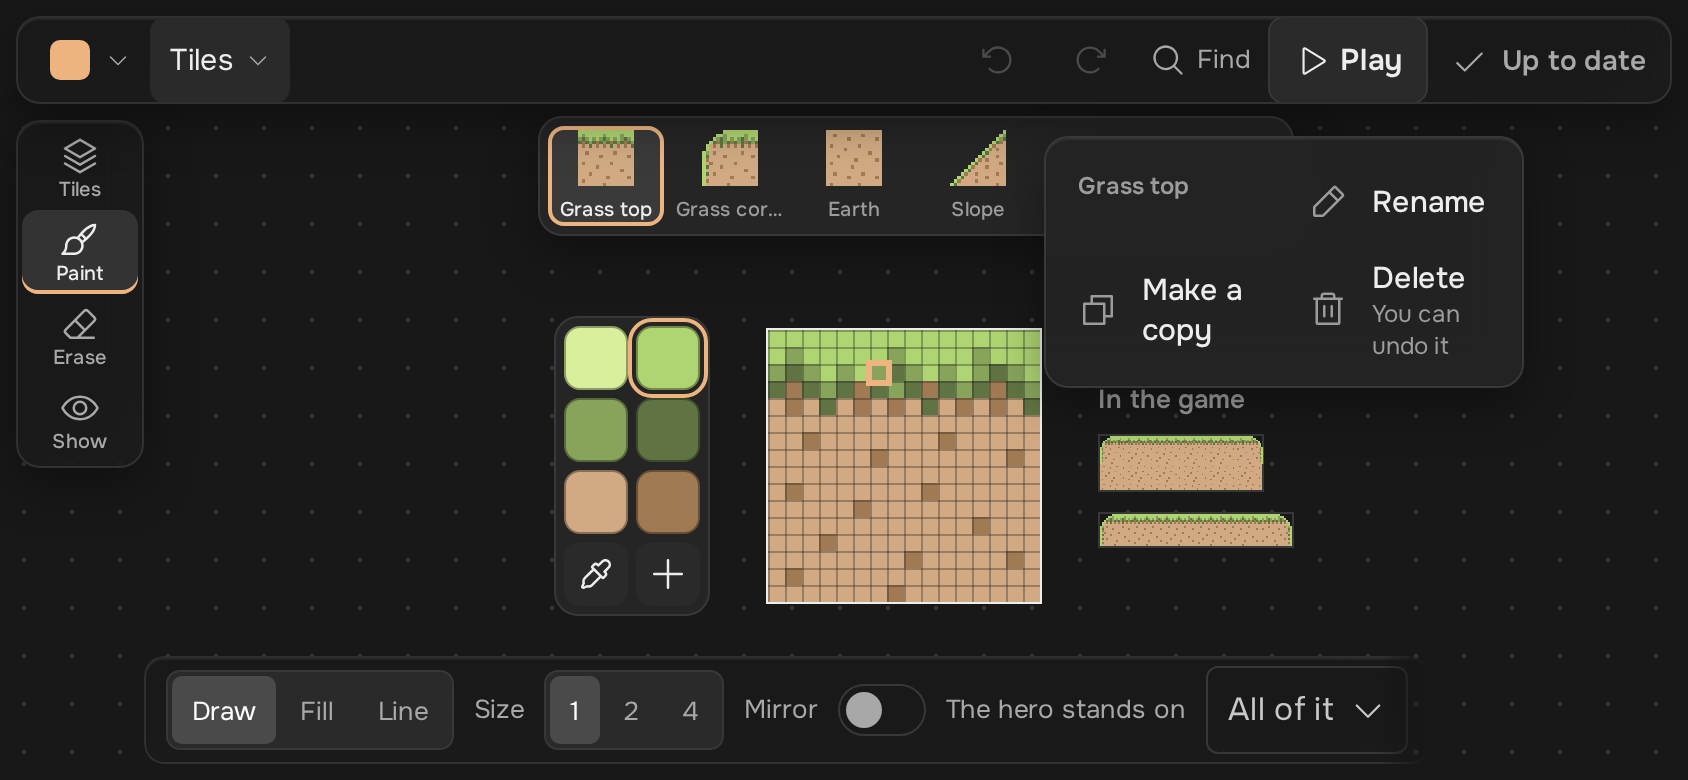 Tiles
Find
Play
Up to date
Tiles
Paint
Erase
Show
Grass top
Grass cor...
Earth
Slope
Grass top
Rename
Make a
copy
Delete
You can
undo it
In the game
Draw
Fill
Line
Size
1
2
4
Mirror
The hero stands on
All of it